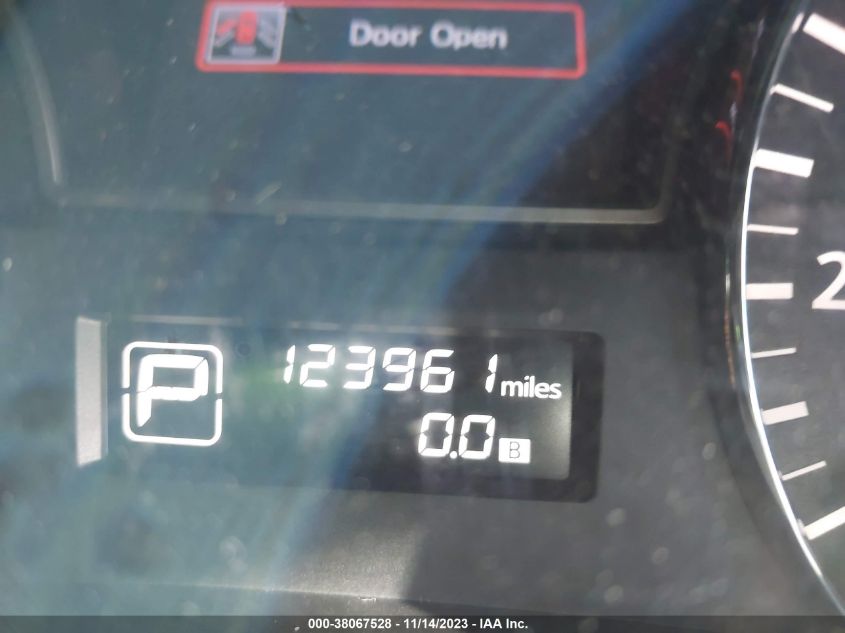 Door Open
2
P
123961 miles
0.0 B
000-38067528 - 11/14/2023 - IAA Inc.